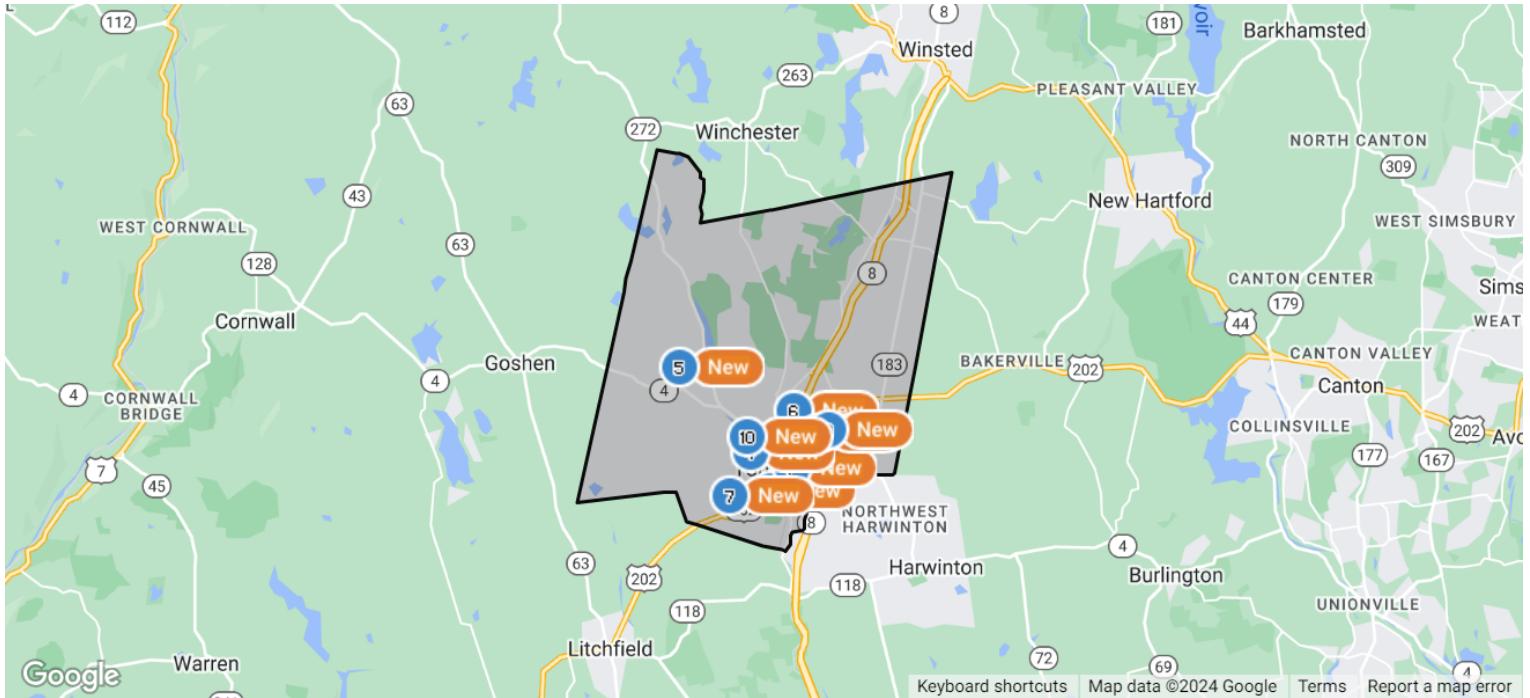 112
8
181
Barkhamsted
Winsted
263
63
PLEASANT VALLEY
272
Winchester
NORTH CANTON
309
43
New Hartford
WEST SIMSBURY
WEST CORNWALL
63
128
8
CANTON CENTER
179
Sims
Cornwall
44
WEAT
Goshen
5 New
183
BAKERVILLE
202
CANTON VALLEY
4
4
4
Canton
CORNWALL
BRIDGE
6 New
New
COLLINSVILLE
202
10 New
Avo
177
167
7
New
45
7 New
NORTHWEST
HARWINTON
8
4
63
202
Harwinton
Burlington
118
118
UNIONVILLE
Litchfield
Warren
72
69
4
Google
Keyboard shortcuts
Map data ©2024 Google
Terms
Report a map error